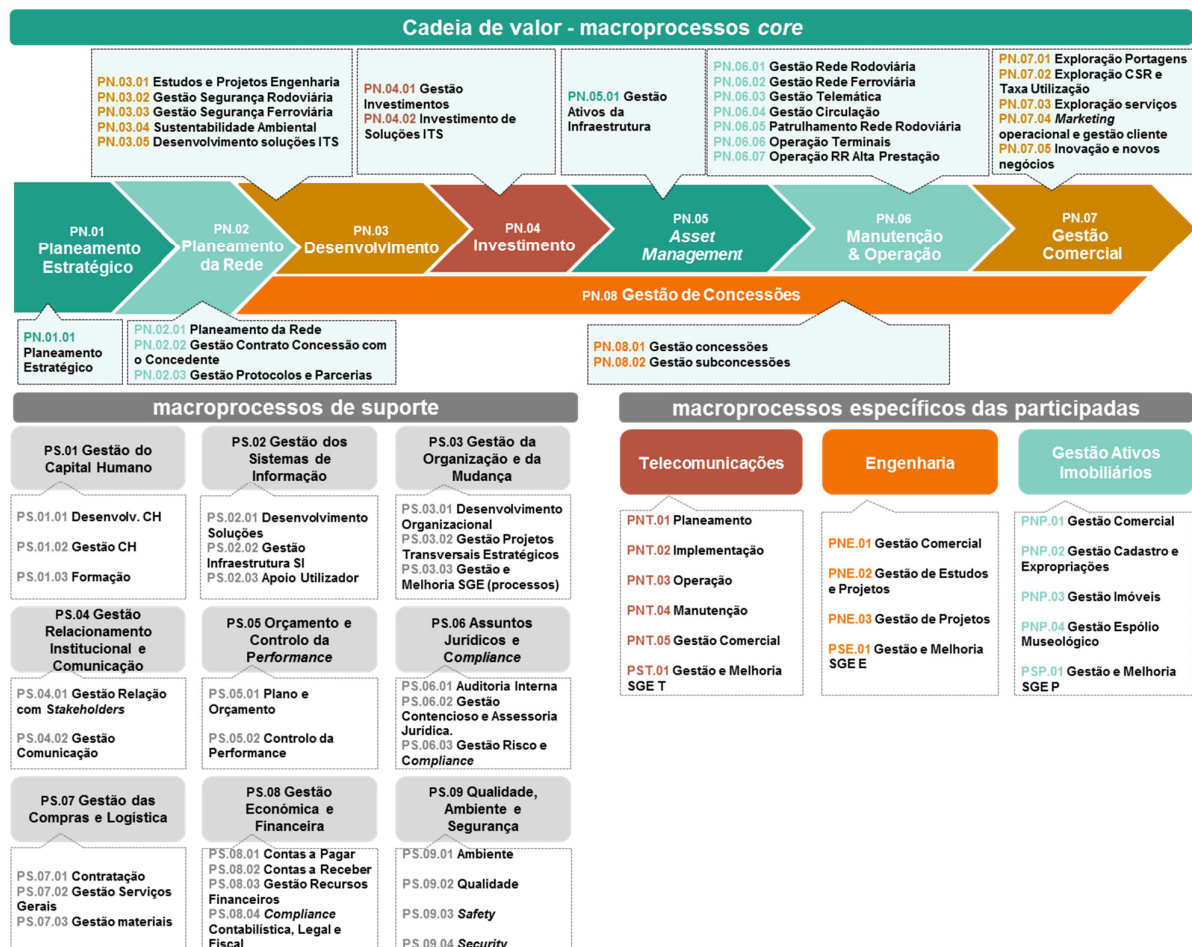 Cadeia de valor - macroprocessos core
PN.03.01 Estudos e Projetos Engenharia
PN.03.02 Gestão Segurança Rodoviária
PN.03.03 Gestão Segurança Ferroviária
PN.03.04 Sustentabilidade Ambiental
PN.03.05 Desenvolvimento soluções ITS
PN.04.01 Gestão
Investimentos
PN.04.02 Investimento de
Soluções ITS
PN.05.01 Gestão
Ativos da
Infraestrutura
PN.06.01 Gestão Rede Rodoviária
PN.06.02 Gestão Rede Ferroviária
PN.06.03 Gestão Telemática
PN.06.04 Gestão Circulação
PN.06.05 Patrulhamento Rede Rodoviária
PN.06.06 Operação Terminais
PN.06.07 Operação RR Alta Prestação
PN.07.01 Exploração Portagens
PN.07.02 Exploração CSR e
Taxa Utilização
PN.07.03 Exploração serviços
PN.07.04 Marketing
operacional e gestão cliente
PN.07.05 Inovação e novos
negócios
PN.01
Planeamento
Estratégico
PN.02
Planeamento
da Rede
PN.03
Desenvolvimento
PN.04
Investimento
PN.05
Asset
Management
PN.06
Manutenção
& Operação
PN.07
Gestão
Comercial
PN.08 Gestão de Concessões
PN.01.01
Planeamento
Estratégico
PN.02.01 Planeamento da Rede
PN.02.02 Gestão Contrato Concessão com
o Concedente
PN.02.03 Gestão Protocolos e Parcerias
PN.08.01 Gestão concessões
PN.08.02 Gestão subconcessões
macroprocessos de suporte
PS.01 Gestão do
Capital Humano
PS.01.01 Desenvolv. CH
PS.01.02 Gestão CH
PS.01.03 Formação
PS.02 Gestão dos
Sistemas de
Informação
PS.02.01 Desenvolvimento
Soluções
PS.02.02 Gestão
Infraestrutura SI
PS.02.03 Apoio Utilizador
PS.03 Gestão da
Organização e da
Mudança
PS.03.01 Desenvolvimento
Organizacional
PS.03.02 Gestão Projetos
Transversais Estratégicos
PS.03.03 Gestão e
Melhoria SGE (processos)
PS.04 Gestão
Relacionamento
Institucional e
Comunicação
PS.04.01 Gestão Relação
com Stakeholders
PS.04.02 Gestão
Comunicação
PS.05 Orçamento e
Controlo da
Performance
PS.05.01 Plano e
Orçamento
PS.05.02 Controlo da
Performance
PS.06 Assuntos
Jurídicos e
Compliance
PS.06.01 Auditoria Interna
PS.06.02 Gestão
Contencioso e Assessoria
Jurídica.
PS.06.03 Gestão Risco e
Compliance
PS.07 Gestão das
Compras e Logística
PS.07.01 Contratação
PS.07.02 Gestão Serviços
Gerais
PS.07.03 Gestão materiais
PS.08 Gestão
Económica e
Financeira
PS.08.01 Contas a Pagar
PS.08.02 Contas a Receber
PS.08.03 Gestão Recursos
Financeiros
PS.08.04 Compliance
Contabilística, Legal e
Fiscal
PS.09 Qualidade,
Ambiente e
Segurança
PS.09.01 Ambiente
PS.09.02 Qualidade
PS.09.03 Safety
PS.09.04 Security
macroprocessos específicos das participadas
Telecomunicações
PNT.01 Planeamento
PNT.02 Implementação
PNT.03 Operação
PNT.04 Manutenção
PNT.05 Gestão Comercial
PST.01 Gestão e Melhoria
SGE T
Engenharia
PNE.01 Gestão Comercial
PNE.02 Gestão de Estudos
e Projetos
PNE.03 Gestão de Projetos
PSE.01 Gestão e Melhoria
SGE E
Gestão Ativos
Imobiliários
PNP.01 Gestão Comercial
PNP.02 Gestão Cadastro e
Expropriações
PNP.03 Gestão Imóveis
PNP.04 Gestão Espólio
Museológico
PSP.01 Gestão e Melhoria
SGE P